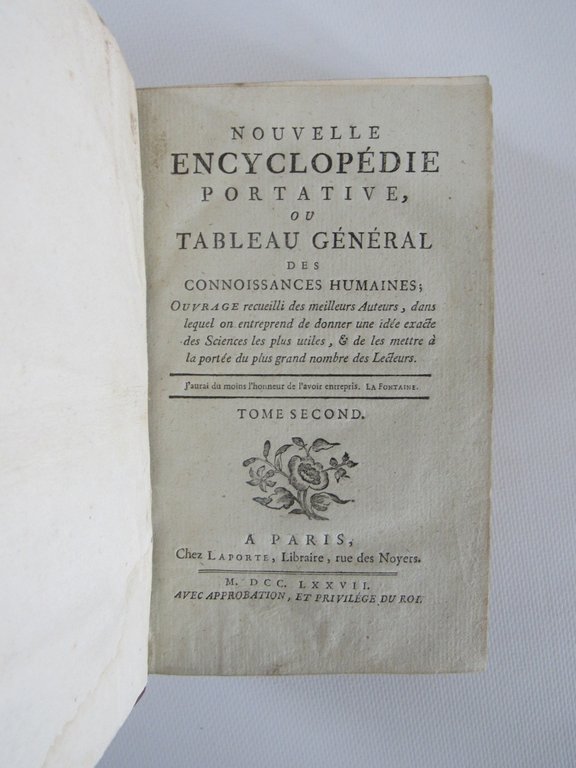 NOUVELLE
ENCYCLOPÉDIE
PORTATIVE,
OU
TABLEAU GÉNÉRAL
DES
CONNOISSANCES HUMAINES;
OUVRAGE recueilli des meilleurs Auteurs, dans
lequel on entreprend de donner une idée exacte
des Sciences les plus utiles, & de les mettre à
la portée du plus grand nombre des Lecteurs.
J'aurai du moins l'honneur de l'avoir entrepris. LA FONTAINE.
TOME SECOND.
A PARIS,
Chez LAPORTE, Libraire, rue des Noyers.
M. DCC. LXXVII.
AVEC APPROBATION, ET PRIVILÉGE DU ROI.